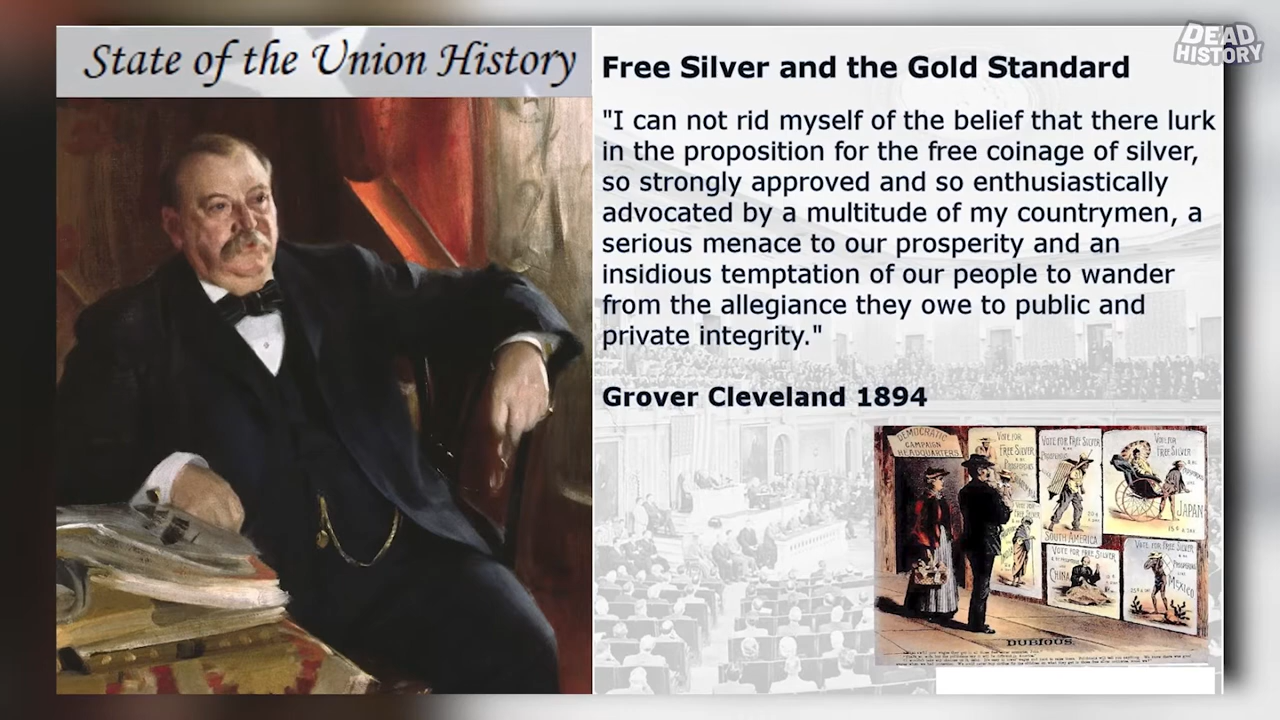 State of the Union History
DEAD
HISTORY
Free Silver and the Gold Standard
"I can not rid myself of the belief that there lurk
in the proposition for the free coinage of silver,
so strongly approved and so enthusiastically
advocated by a multitude of my countrymen, a
serious menace to our prosperity and an
insidious temptation of our people to wander
from the allegiance they owe to public and
private integrity."
Grover Cleveland 1894
DEMOCRATIC
CAMPAIGN
HEADQUARTERS
VOTE FOR
FREE SILVER
PROSPEROUS
VOTE FOR FREE SILVER
PROSPEROUS
SOUTH AMERICA
VOTE FOR
FREE SILVER
JAPAN
VOTE FOR FREE SILVER
CHINA
VOTE FOR FREE SILVER
PROSPEROUS
MEXICO
DUBIOUS.